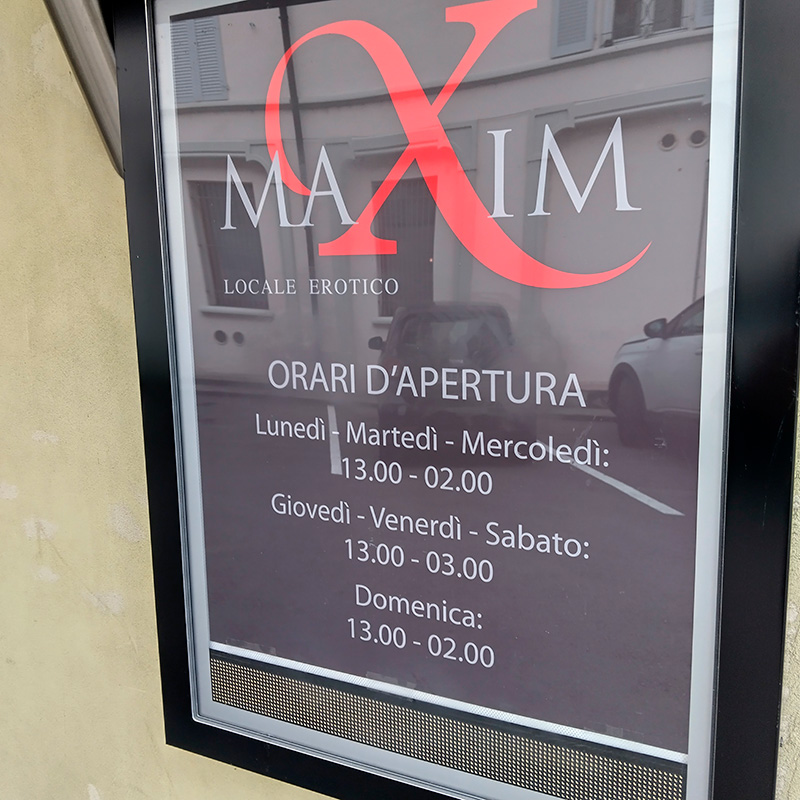 MAXIM
LOCALE EROTICO
ORARI D'APERTURA
Lunedì - Martedì - Mercoledì:
13.00 - 02.00
Giovedì - Venerdì - Sabato:
13.00 - 03.00
Domenica:
13.00 - 02.00